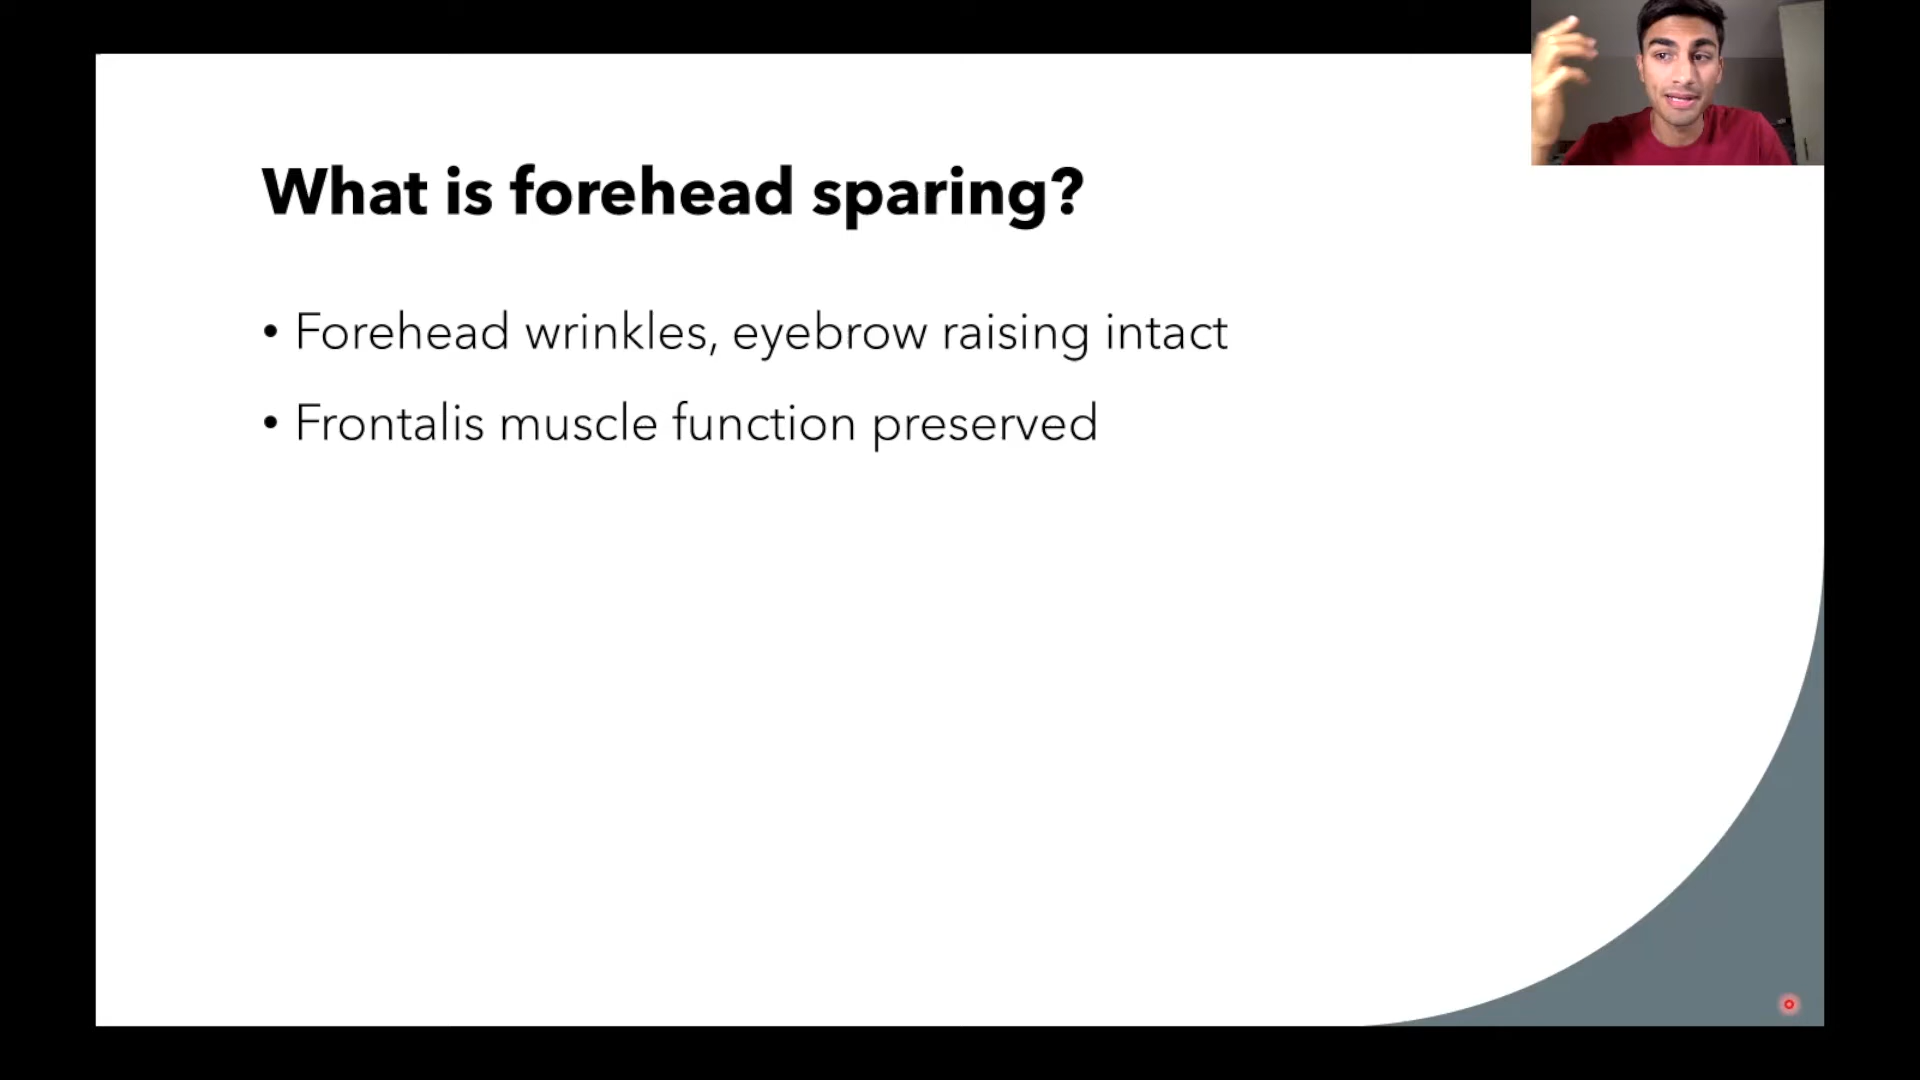 What is forehead sparing?
• Forehead wrinkles, eyebrow raising intact
• Frontalis muscle function preserved